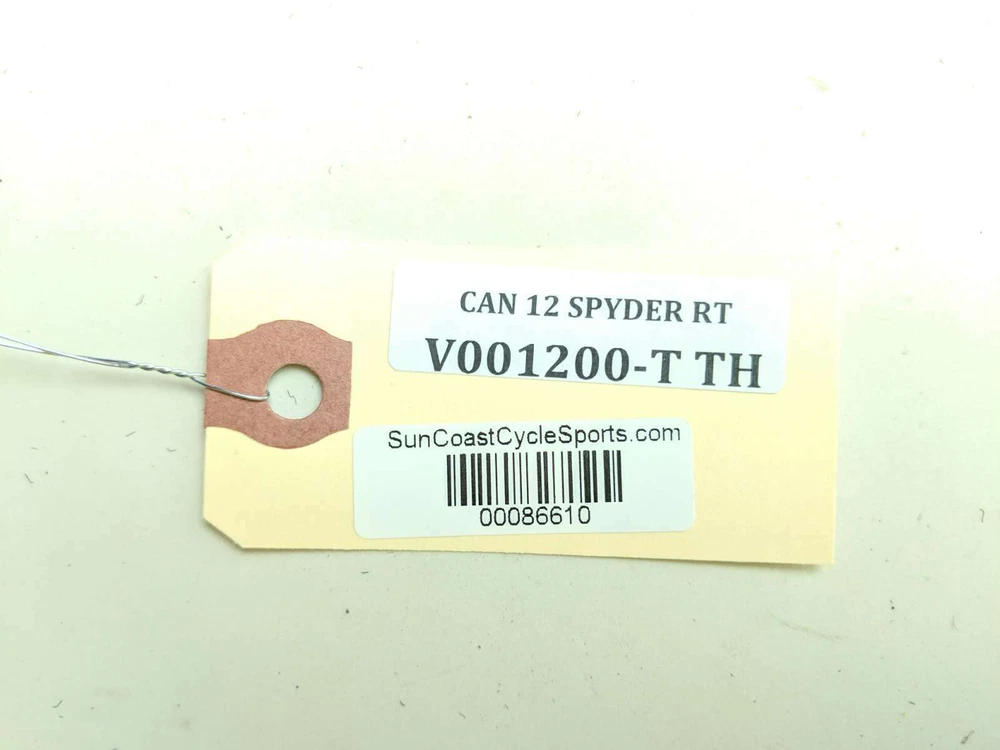 CAN 12 SPYDER RT
V001200-T TH
SunCoastCycleSports.com
00086610